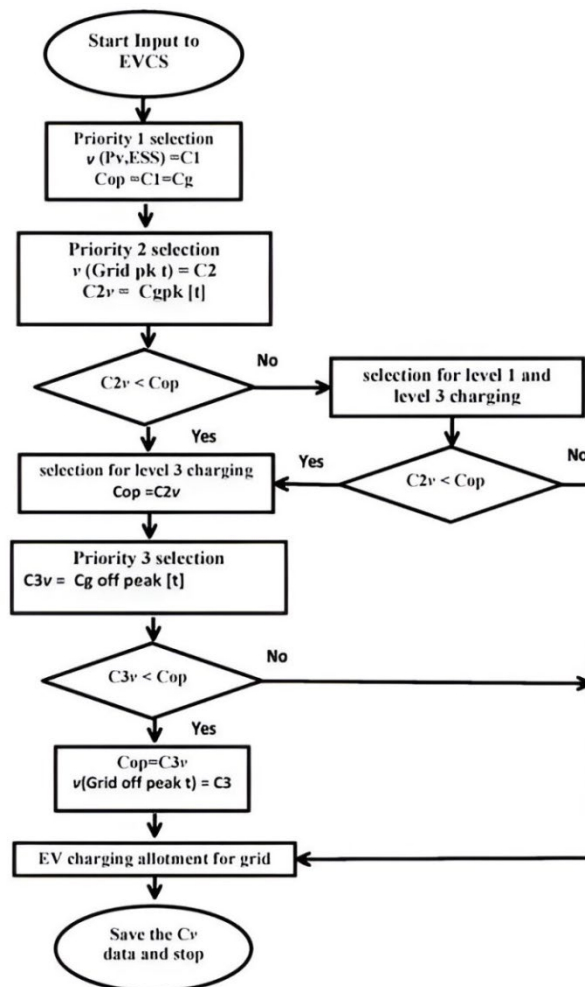 Start Input to
EVCS
Priority 1 selection
v (Pv,ESS) =C1
Cop =C1=Cg
Priority 2 selection
v (Grid pk t) = C2
C2v = Cgpk [t]
C2v < Cop
No
Yes
selection for level 1 and
level 3 charging
C2v < Cop
Yes
No
selection for level 3 charging
Cop =C2v
Priority 3 selection
C3v = Cg off peak [t]
C3v < Cop
No
Yes
Cop=C3v
v(Grid off peak t) = C3
EV charging allotment for grid
Save the Cv
data and stop